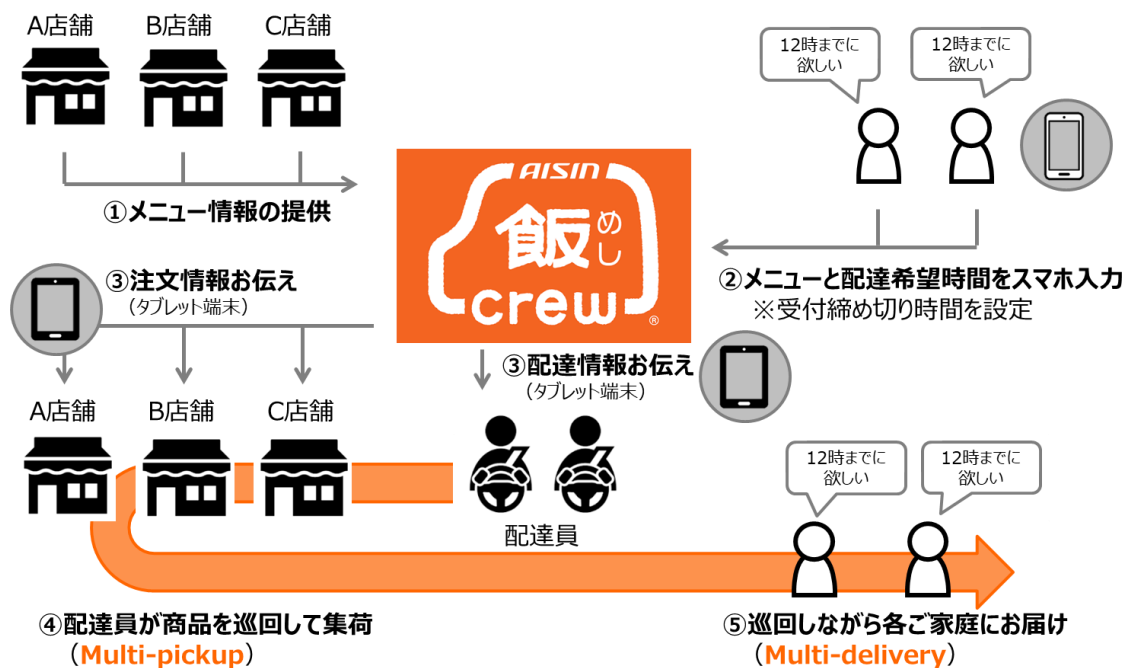 A店舗
B店舗
C店舗
12時までに
欲しい
12時までに
欲しい
①メニュー情報の提供
AISIN
飯めし
crew
®
②メニューと配達希望時間をスマホ入力
※受付締め切り時間を設定
③注文情報お伝え
(タブレット端末)
③配達情報お伝え
(タブレット端末)
A店舗
B店舗
C店舗
配達員
12時までに
欲しい
12時までに
欲しい
④配達員が商品を巡回して集荷
(Multi-pickup)
⑤巡回しながら各ご家庭にお届け
(Multi-delivery)